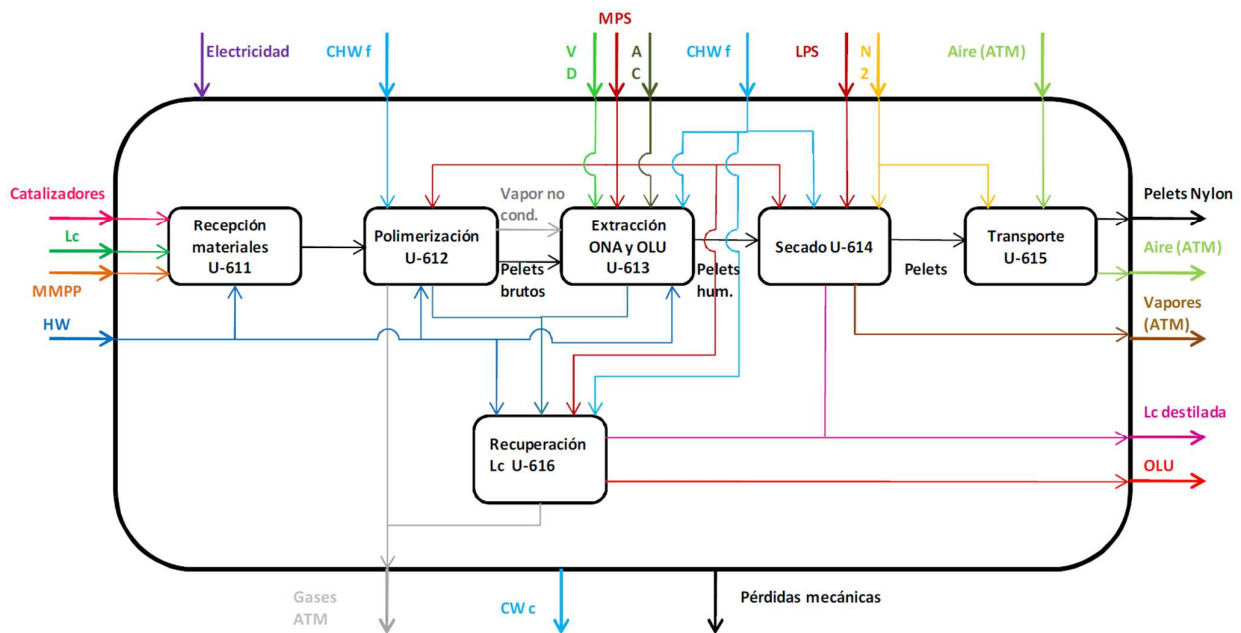 MPS
Electricidad
CHW f
V
D
A
C
CHW f
LPS
N
2
Aire (ATM)
Catalizadores
Lc
MMPP
HW
Recepción
materiales
U-611
Polimerización
U-612
Vapor no
cond.
Pelets
brutos
Extracción
ONA y OLU
U-613
Pelets
hum.
Secado U-614
Pelets
Transporte
U-615
Pelets Nylon
Aire (ATM)
Vapores
(ATM)
Recuperación
Lc U-616
Lc destilada
OLU
Gases
ATM
CW c
Pérdidas mecánicas